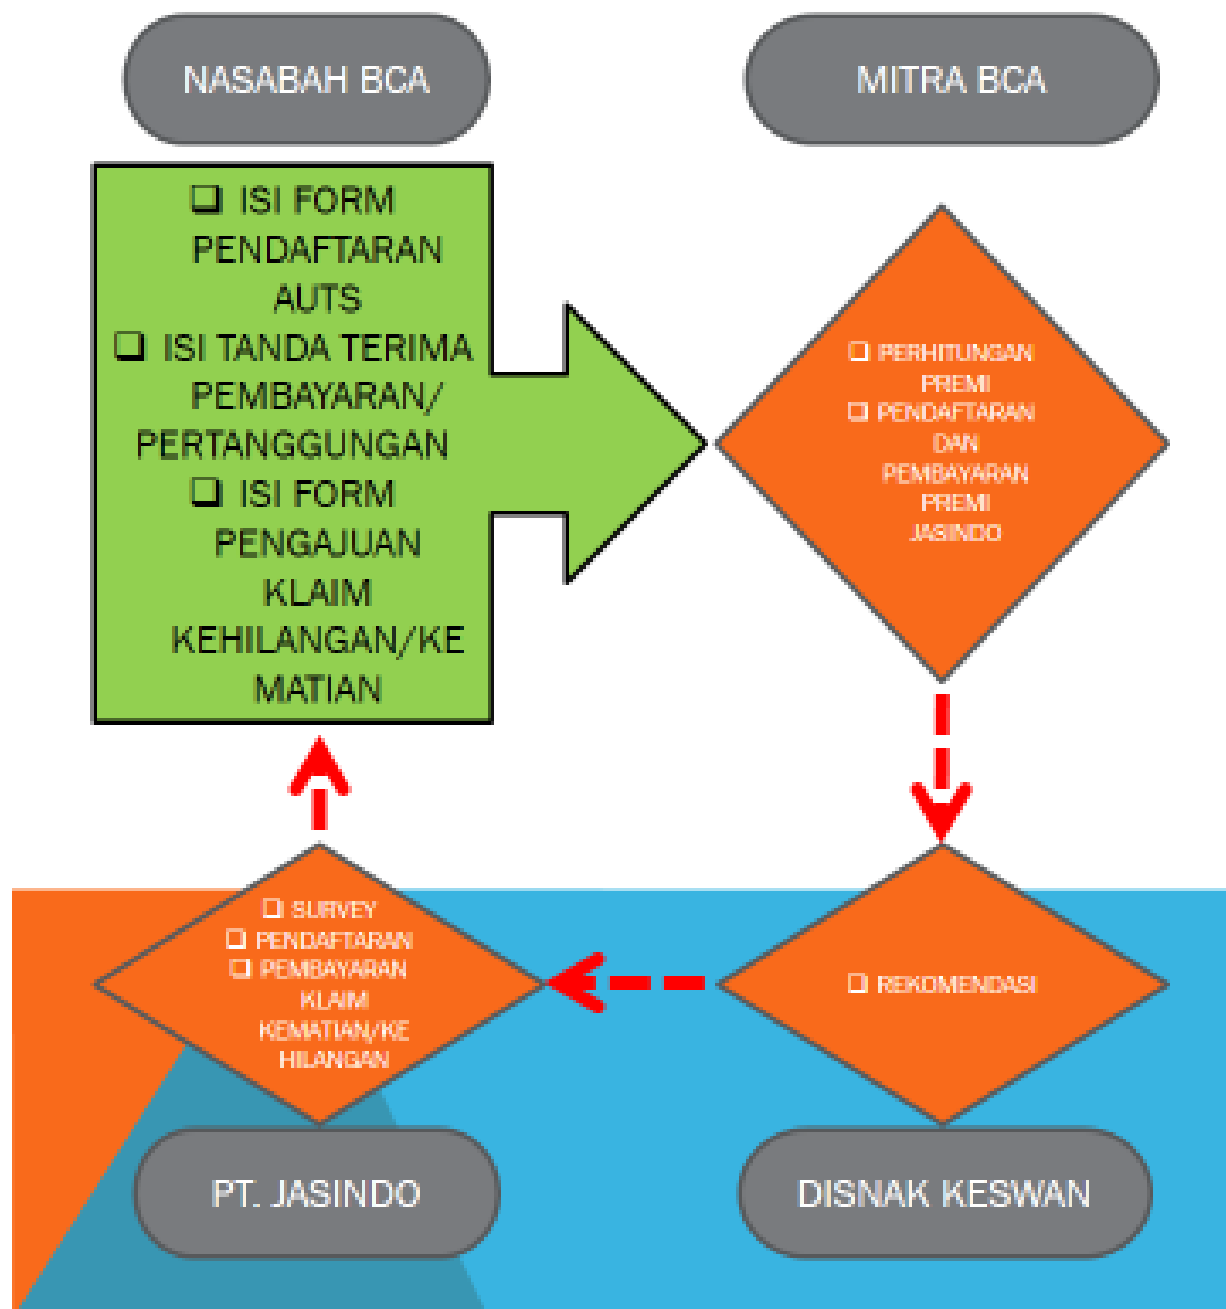 NASABAH BCA
MITRA BCA
❑ ISI FORM
PENDAFTARAN
AUTS
❑ ISI TANDA TERIMA
PEMBAYARAN/
PERTANGGUNGAN
❑ ISI FORM
PENGAJUAN
KLAIM
KEHILANGAN/KE
MATIAN
❑ PERHITUNGAN
PREMI
❑ PENDAFTARAN
DAN
PEMBAYARAN
PREMI
JASINDO
❑ SURVEY
❑ PENDAFTARAN
❑ PEMBAYARAN
KLAIM
KEMATIAN/KE
HILANGAN
❑ REKOMENDASI
PT. JASINDO
DISNAK KESWAN